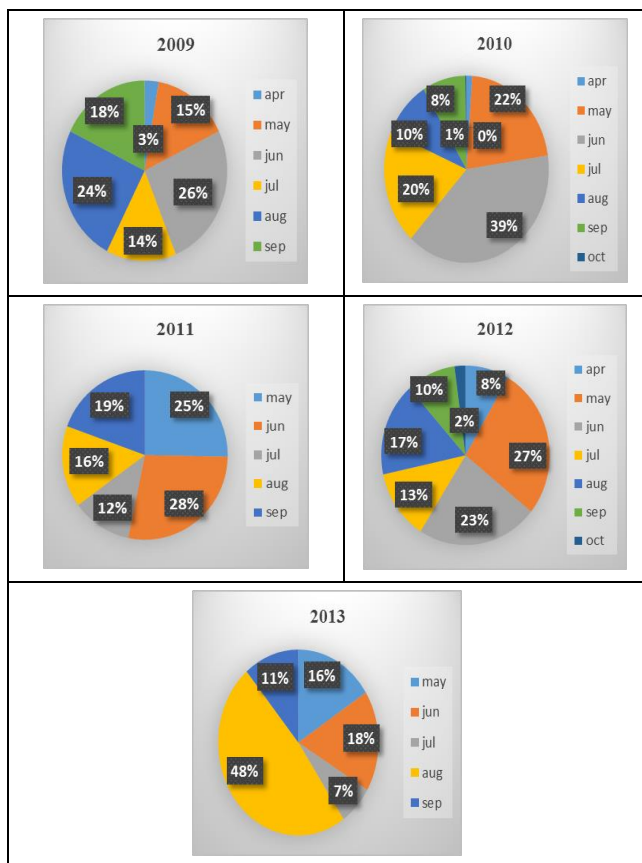 2009
18%
3%
15%
24%
26%
14%
apr
may
jun
jul
aug
sep
2010
8%
22%
10%
1%
0%
20%
39%
apr
may
jun
jul
aug
sep
oct
2011
19%
25%
16%
12%
28%
may
jun
jul
aug
sep
2012
10%
8%
2%
17%
27%
13%
23%
apr
may
jun
jul
aug
sep
oct
2013
11%
16%
18%
48%
7%
may
jun
jul
aug
sep